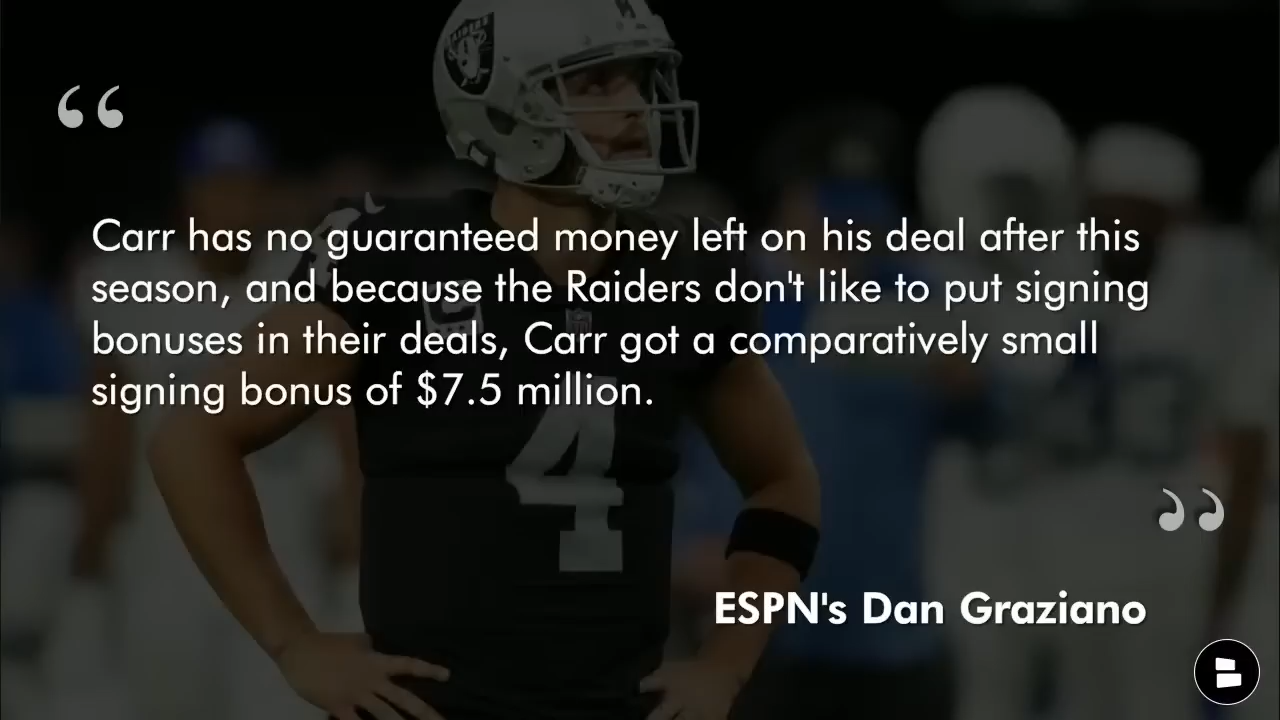 “
Carr has no guaranteed money left on his deal after this
season, and because the Raiders don't like to put signing
bonuses in their deals, Carr got a comparatively small
signing bonus of $7.5 million.
”
ESPN's Dan Graziano
RAIDERS
4